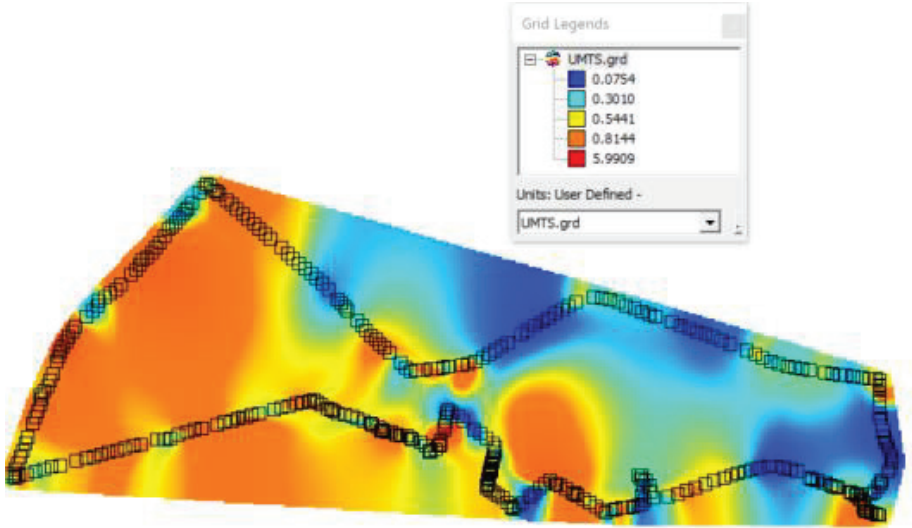 Grid Legends
UMTS.grd
0.0754
0.3010
0.5441
0.8144
5.9909
Units: User Defined -
UMTS.grd